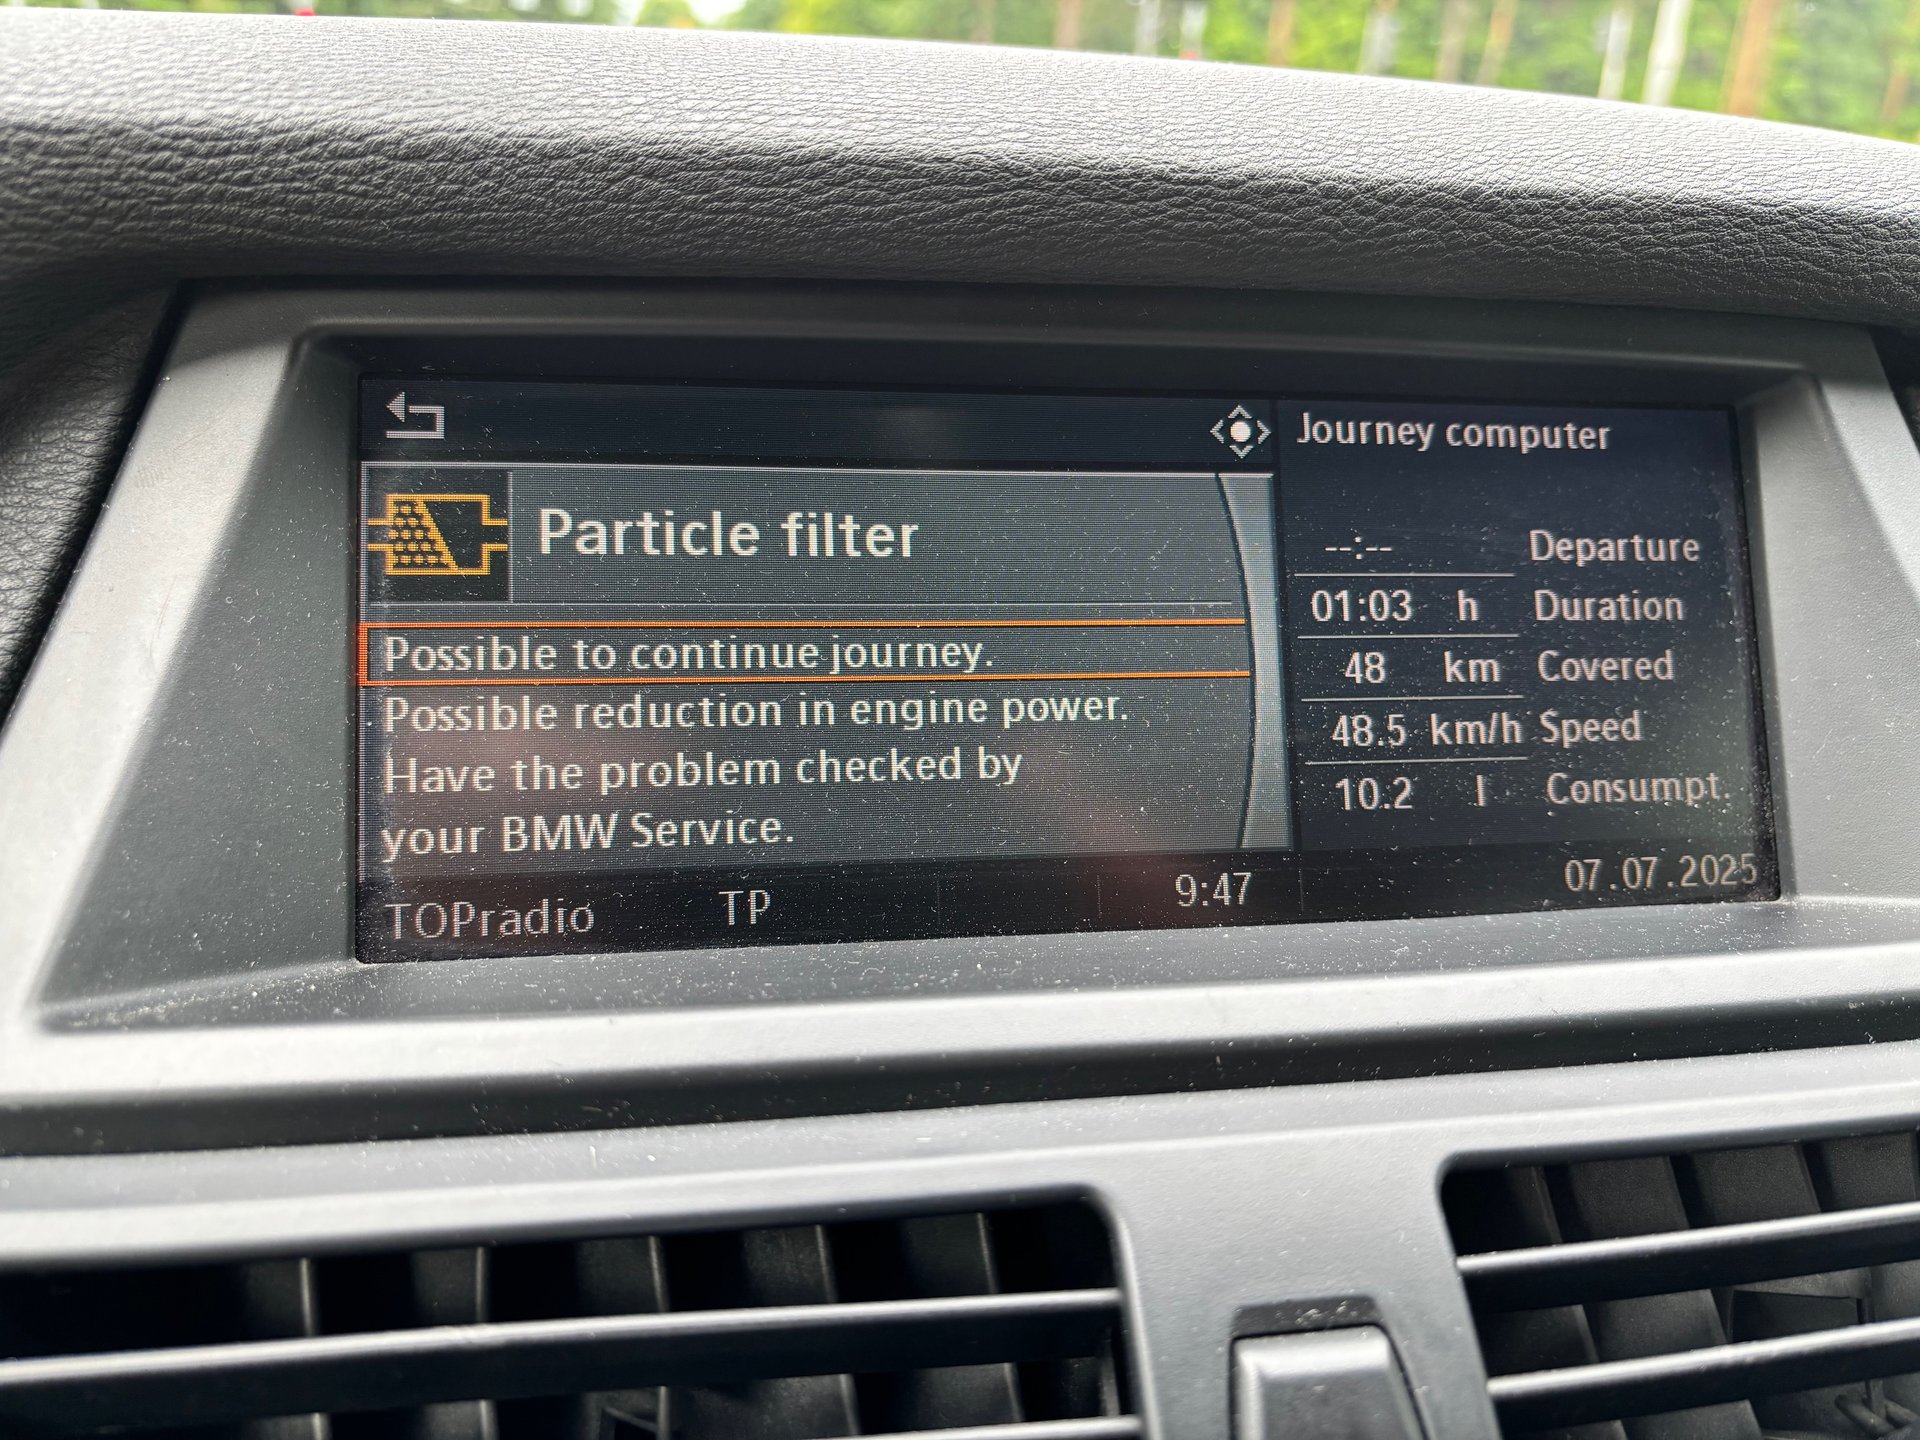 Particle filter
Possible to continue journey.
Possible reduction in engine power.
Have the problem checked by
your BMW Service.
Journey computer
--:-- Departure
01:03 h Duration
48 km Covered
48.5 km/h Speed
10.2 l Consumpt.
TOPradio TP 9:47 07.07.2025